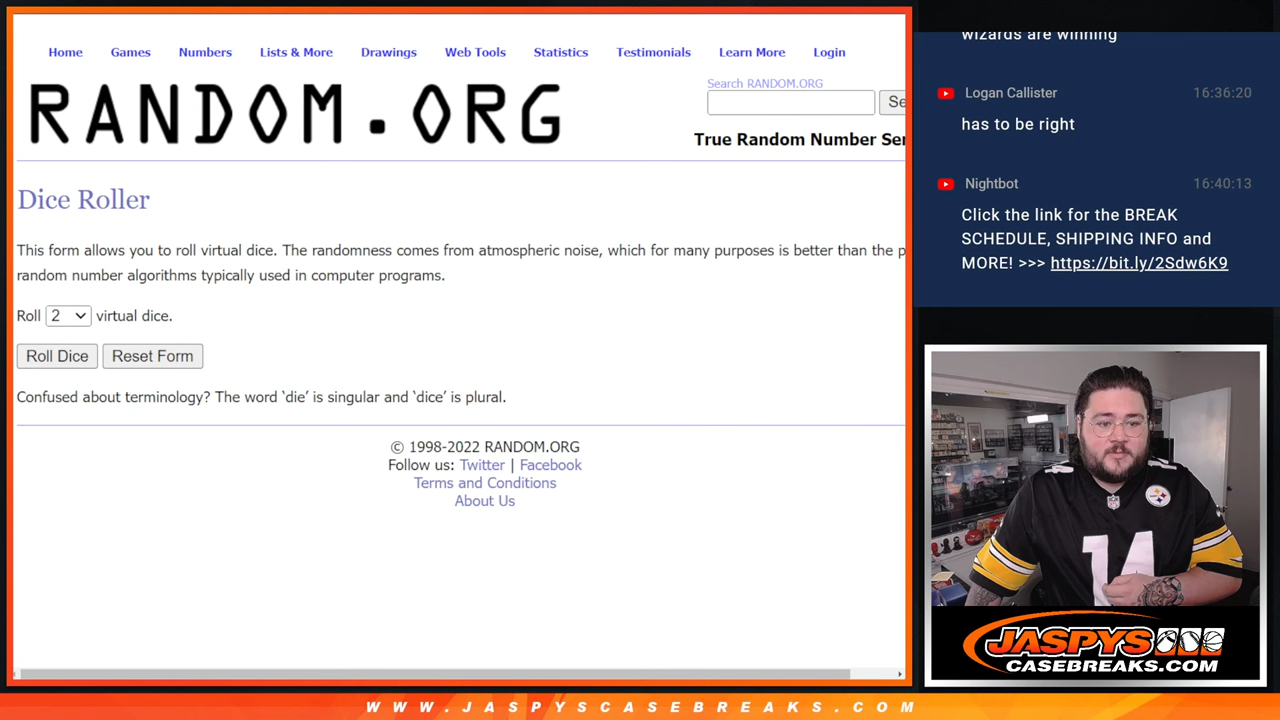 Home Games Numbers Lists & More Drawings Web Tools Statistics Testimonials Learn More Login
RANDOM.ORG
Search RANDOM.ORG
Se
True Random Number Ser
Dice Roller
This form allows you to roll virtual dice. The randomness comes from atmospheric noise, which for many purposes is better than the p
random number algorithms typically used in computer programs.
Roll 2 virtual dice.
Roll Dice Reset Form
Confused about terminology? The word ‘die’ is singular and ‘dice’ is plural.
© 1998-2022 RANDOM.ORG
Follow us: Twitter | Facebook
Terms and Conditions
About Us
wizards are winning
Logan Callister 16:36:20
has to be right
Nightbot 16:40:13
Click the link for the BREAK
SCHEDULE, SHIPPING INFO and
MORE! >>> https://bit.ly/2Sdw6K9
14
JASPYS
CASEBREAKS.COM
WWW.JASPYSCASEBREAKS.COM